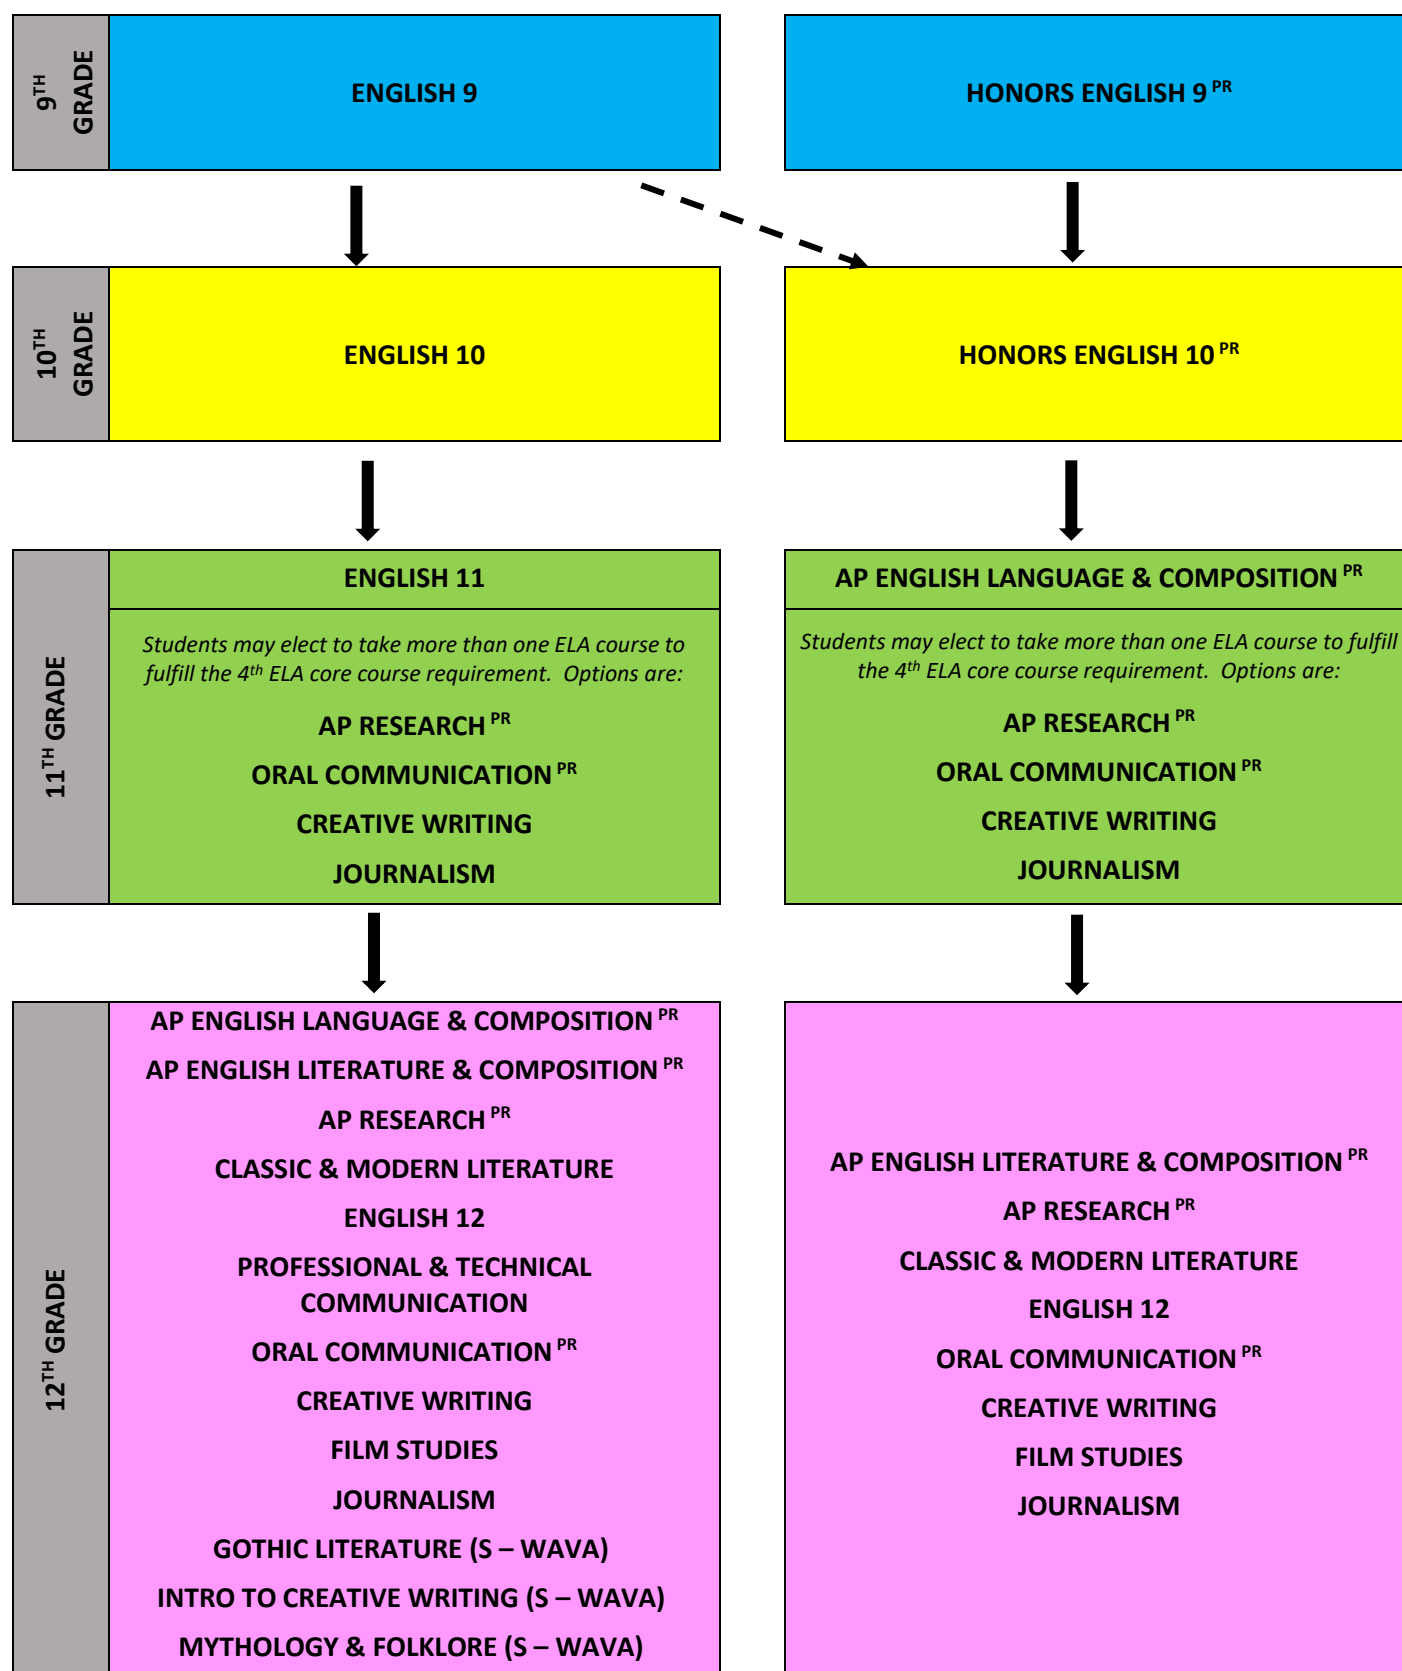 9TH
GRADE
ENGLISH 9
HONORS ENGLISH 9 PR
10TH
GRADE
ENGLISH 10
HONORS ENGLISH 10 PR
11TH GRADE
ENGLISH 11
Students may elect to take more than one ELA course to
fulfill the 4th ELA core course requirement.  Options are:
AP RESEARCH PR
ORAL COMMUNICATION PR
CREATIVE WRITING
JOURNALISM
AP ENGLISH LANGUAGE & COMPOSITION PR
Students may elect to take more than one ELA course to fulfill
the 4th ELA core course requirement.  Options are:
AP RESEARCH PR
ORAL COMMUNICATION PR
CREATIVE WRITING
JOURNALISM
12TH GRADE
AP ENGLISH LANGUAGE & COMPOSITION PR
AP ENGLISH LITERATURE & COMPOSITION PR
AP RESEARCH PR
CLASSIC & MODERN LITERATURE
ENGLISH 12
PROFESSIONAL & TECHNICAL
COMMUNICATION
ORAL COMMUNICATION PR
CREATIVE WRITING
FILM STUDIES
JOURNALISM
GOTHIC LITERATURE (S – WAVA)
INTRO TO CREATIVE WRITING (S – WAVA)
MYTHOLOGY & FOLKLORE (S – WAVA)
AP ENGLISH LITERATURE & COMPOSITION PR
AP RESEARCH PR
CLASSIC & MODERN LITERATURE
ENGLISH 12
ORAL COMMUNICATION PR
CREATIVE WRITING
FILM STUDIES
JOURNALISM